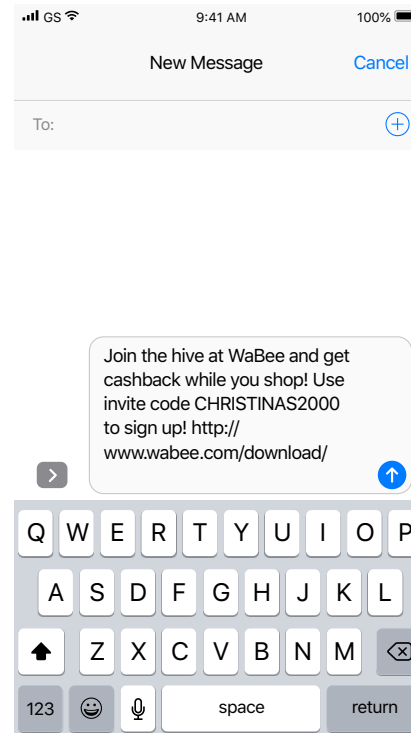 GS 9:41 AM 100%
New Message Cancel
To:
Join the hive at WaBee and get
cashback while you shop! Use
invite code CHRISTINAS2000
to sign up! http://
www.wabee.com/download/
Q W E R T Y U I O P
A S D F G H J K L
Z X C V B N M
123 space return